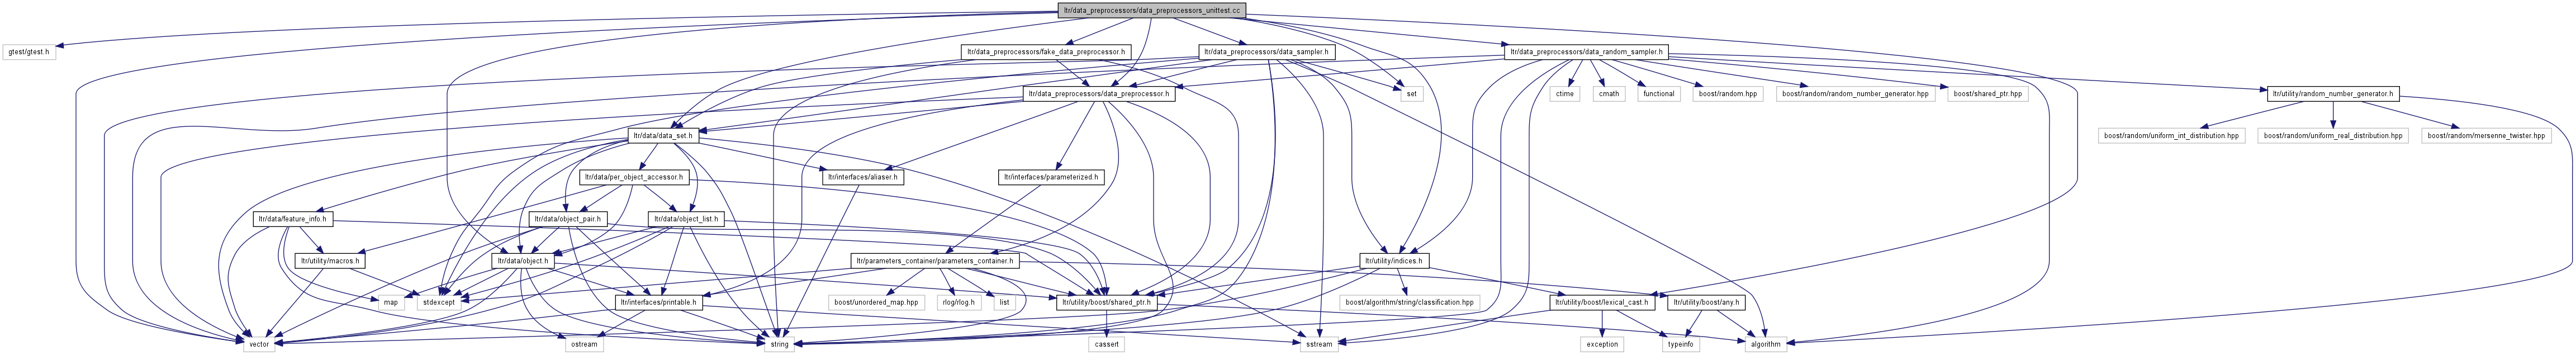 ltr/data_preprocessors/data_preprocessors_unittest.cc
gtest/gtest.h
ltr/data_preprocessors/fake_data_preprocessor.h
ltr/data_preprocessors/data_sampler.h
ltr/data_preprocessors/data_random_sampler.h
ltr/data_preprocessors/data_preprocessor.h
set
ctime
cmath
functional
boost/random.hpp
boost/random/random_number_generator.hpp
boost/shared_ptr.hpp
ltr/utility/random_number_generator.h
ltr/data/data_set.h
boost/random/uniform_int_distribution.hpp
boost/random/uniform_real_distribution.hpp
boost/random/mersenne_twister.hpp
ltr/data/per_object_accessor.h
ltr/interfaces/aliaser.h
ltr/interfaces/parameterized.h
ltr/data/feature_info.h
ltr/data/object_pair.h
ltr/data/object_list.h
ltr/utility/macros.h
ltr/data/object.h
ltr/parameters_container/parameters_container.h
ltr/utility/indices.h
map
stdexcept
ltr/interfaces/printable.h
boost/unordered_map.hpp
rlog/rlog.h
list
ltr/utility/boost/shared_ptr.h
boost/algorithm/string/classification.hpp
ltr/utility/boost/lexical_cast.h
ltr/utility/boost/any.h
vector
ostream
string
cassert
sstream
exception
typeinfo
algorithm